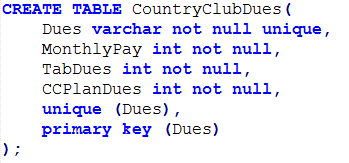 CREATE TABLE CountryClubDues(
Dues varchar not null unique,
MonthlyPay int not null,
TabDues int not null,
CCPlanDues int not null,
unique (Dues),
primary key (Dues)
);